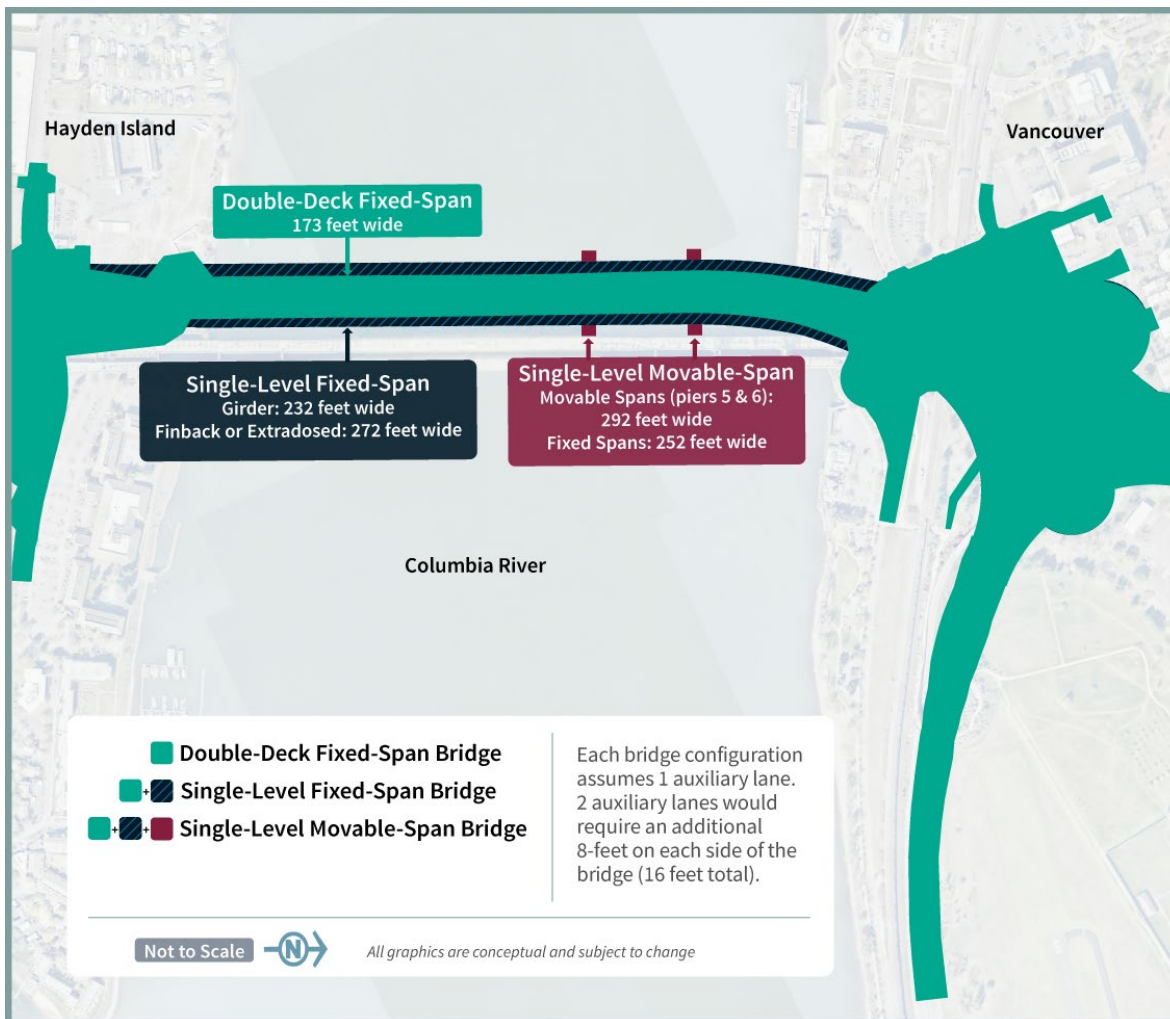 Hayden Island
Vancouver
Double-Deck Fixed-Span
173 feet wide
Single-Level Fixed-Span
Girder: 232 feet wide
Finback or Extradosed: 272 feet wide
Single-Level Movable-Span
Movable Spans (piers 5 & 6):
292 feet wide
Fixed Spans: 252 feet wide
Columbia River
Double-Deck Fixed-Span Bridge
+ Single-Level Fixed-Span Bridge
+ + Single-Level Movable-Span Bridge
Each bridge configuration
assumes 1 auxiliary lane.
2 auxiliary lanes would
require an additional
8-feet on each side of the
bridge (16 feet total).
Not to Scale
N
All graphics are conceptual and subject to change